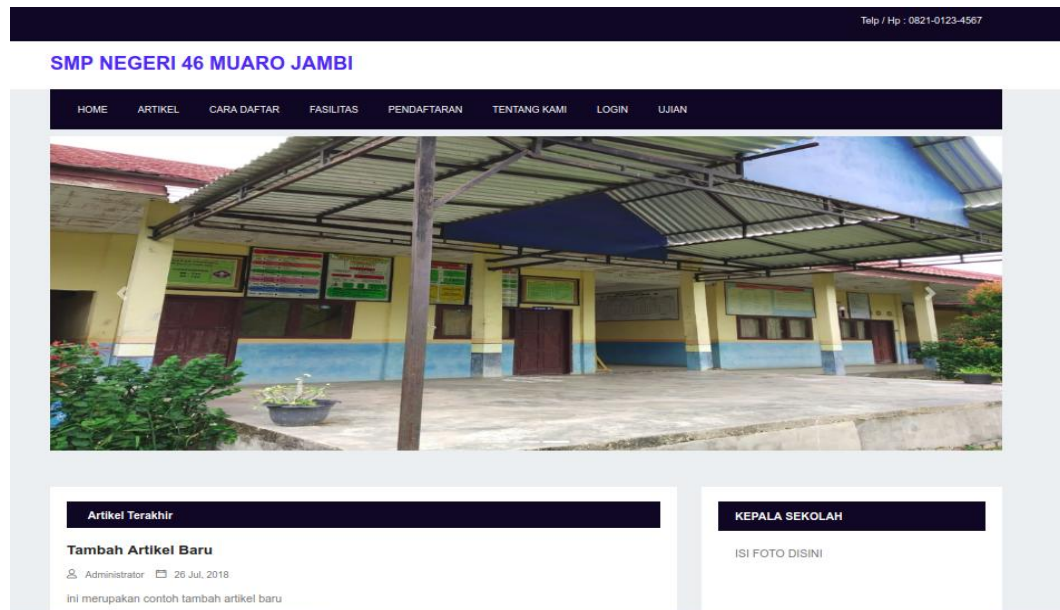 Telp / Hp : 0821-0123-4567
SMP NEGERI 46 MUARO JAMBI
HOME ARTIKEL CARA DAFTAR FASILITAS PENDAFTARAN TENTANG KAMI LOGIN UJIAN
Artikel Terakhir
Tambah Artikel Baru
Administrator 26 Jul, 2018
ini merupakan contoh tambah artikel baru
KEPALA SEKOLAH
ISI FOTO DISINI